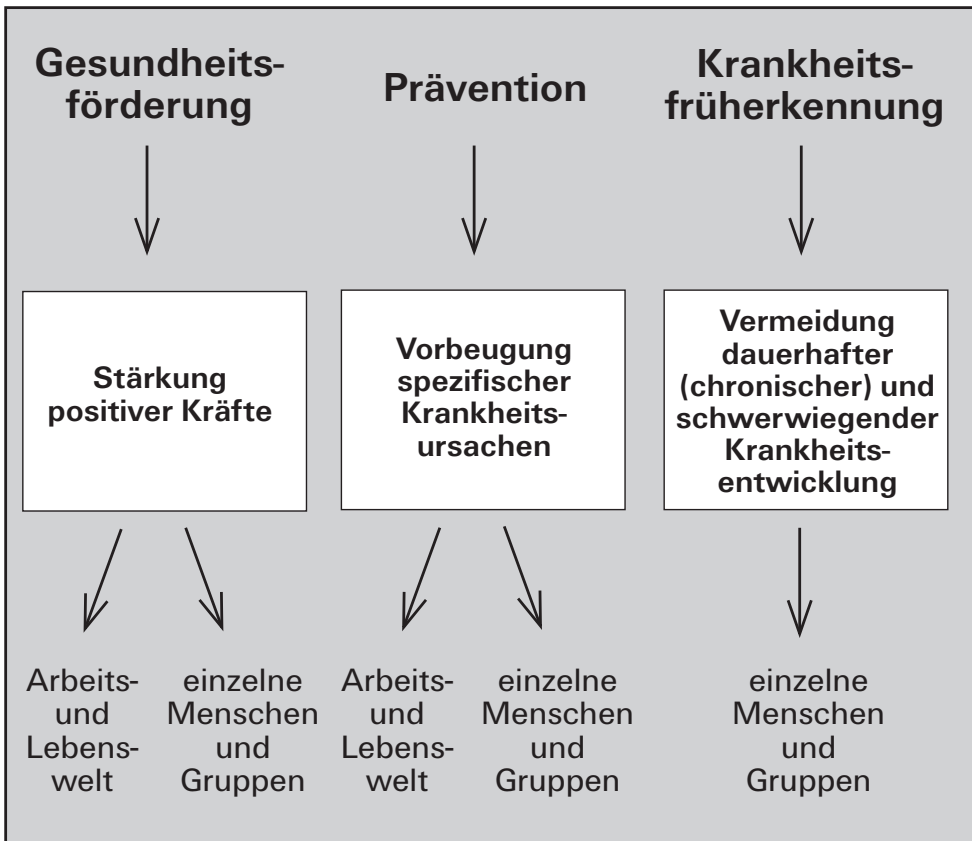 Gesundheits-
förderung
Prävention
Krankheits-
früherkennung
Stärkung
positiver Kräfte
Vorbeugung
spezifischer
Krankheits-
ursachen
Vermeidung
dauerhafter
(chronischer) und
schwerwiegender
Krankheits-
entwicklung
Arbeits-
und
Lebens-
welt
einzelne
Menschen
und
Gruppen
Arbeits-
und
Lebens-
welt
einzelne
Menschen
und
Gruppen
einzelne
Menschen
und
Gruppen